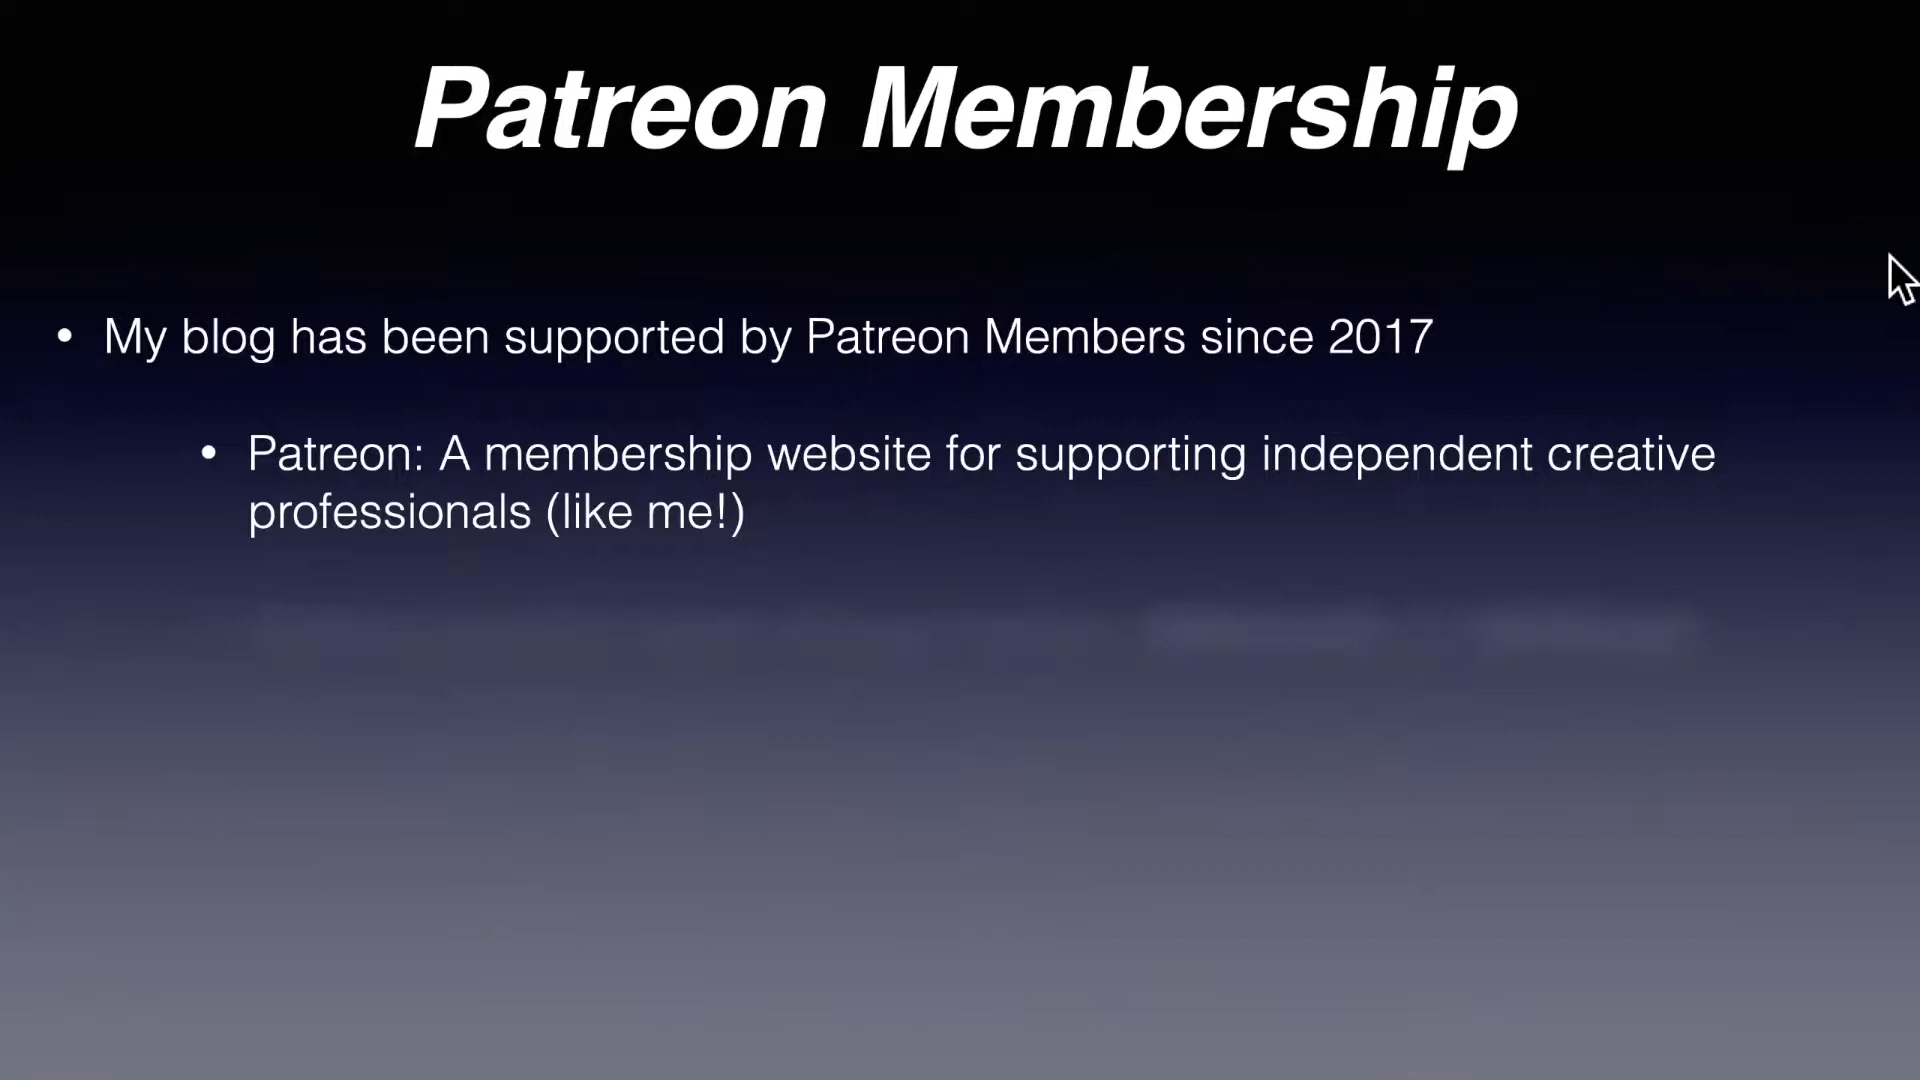 Patreon Membership
• My blog has been supported by Patreon Members since 2017
• Patreon: A membership website for supporting independent creative
professionals (like me!)